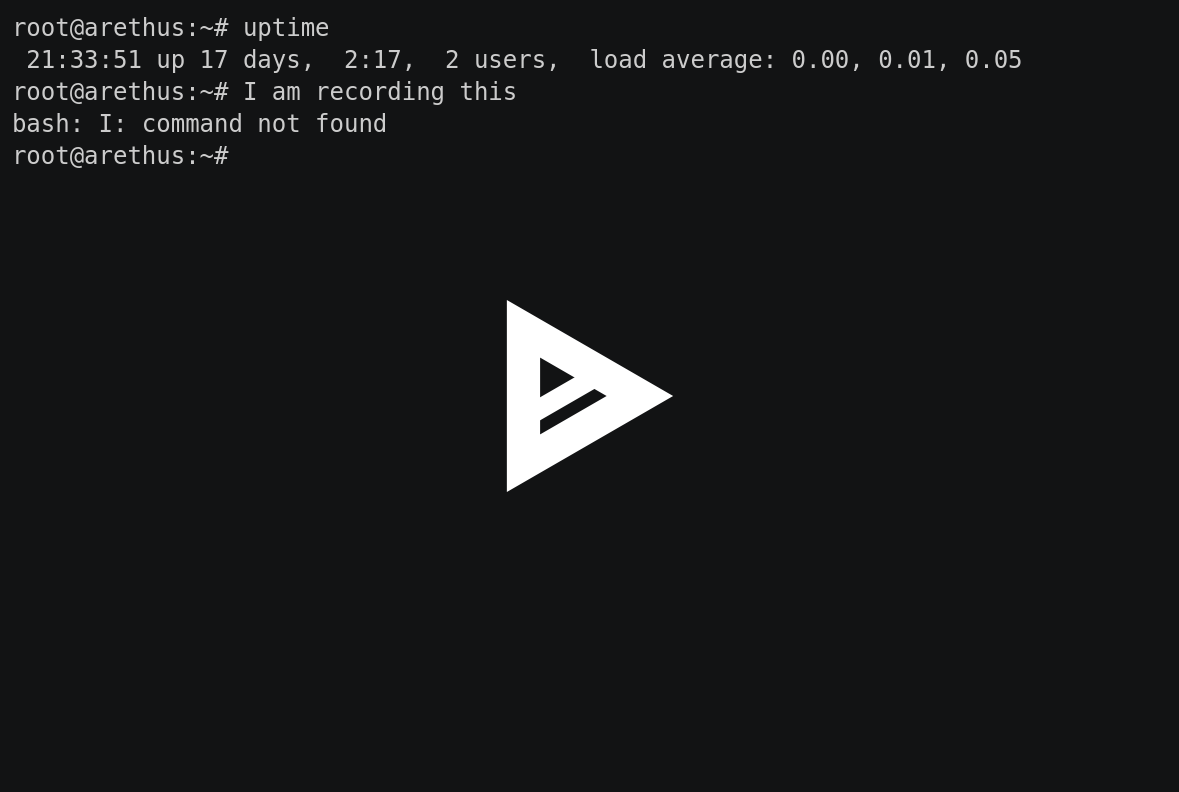 root@arethus:~# uptime
 21:33:51 up 17 days,  2:17,  2 users,  load average: 0.00, 0.01, 0.05
root@arethus:~# I am recording this
bash: I: command not found
root@arethus:~#